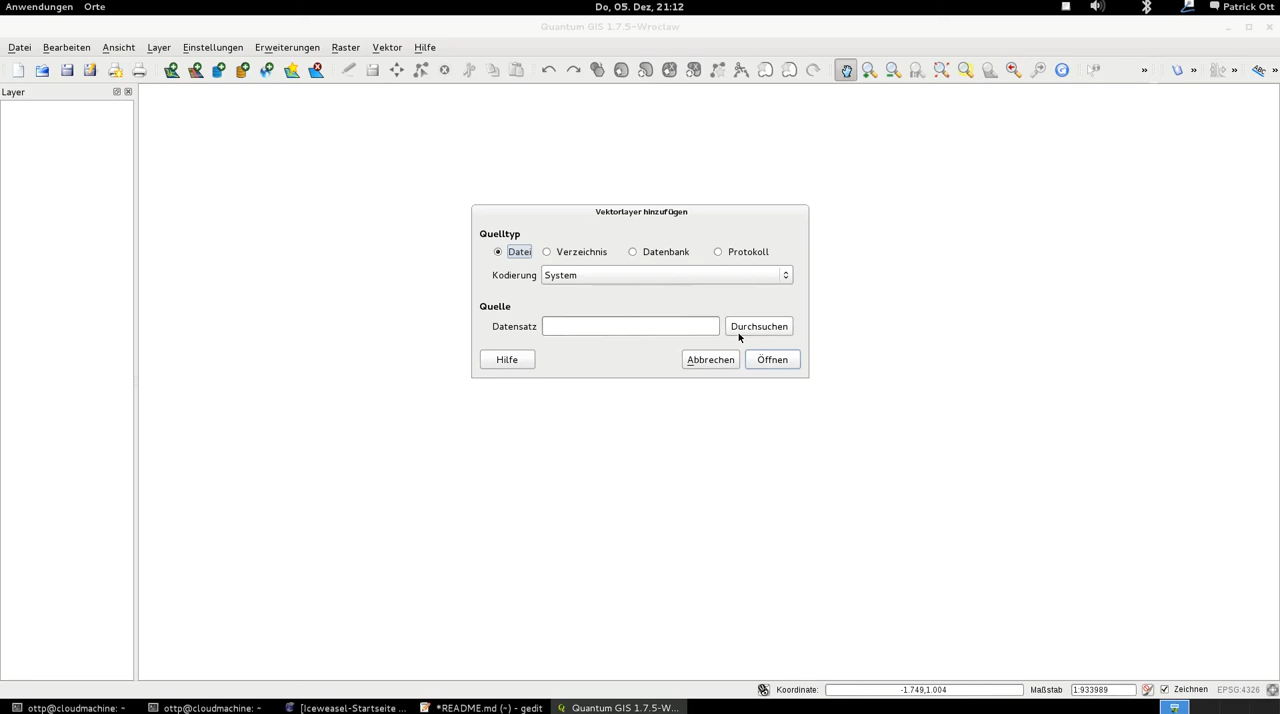 Anwendungen Orte Do, 05. Dez, 21:12 Patrick Ott
Quantum GIS 1.7.5-Wroclaw
Datei Bearbeiten Ansicht Layer Einstellungen Erweiterungen Raster Vektor Hilfe
» » » »
Layer
Vektorlayer hinzufügen
Quelltyp
Datei Verzeichnis Datenbank Protokoll
Kodierung System
Quelle
Datensatz Durchsuchen
Hilfe Abbrechen Öffnen
Koordinate: -1.749,1.004 Maßstab 1:933989 Zeichnen EPSG:4326
ottp@cloudmachine: ~ ottp@cloudmachine: ~ [Iceweasel-Startseite ... *README.md (~) - gedit Quantum GIS 1.7.5-W...